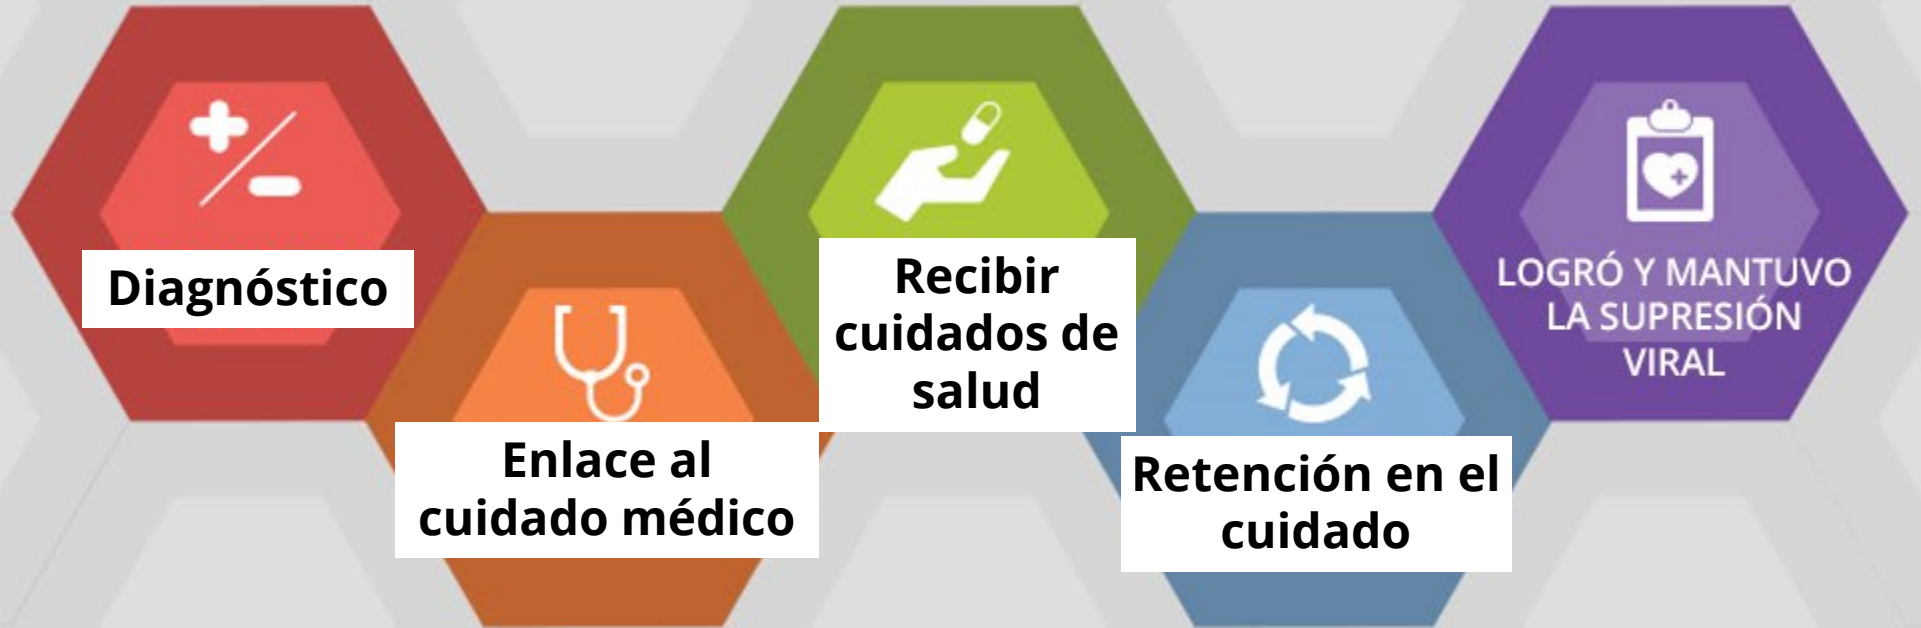 Diagnóstico
Enlace al
cuidado médico
Recibir
cuidados de
salud
Retención en el
cuidado
LOGRÓ Y MANTUVO
LA SUPRESIÓN
VIRAL